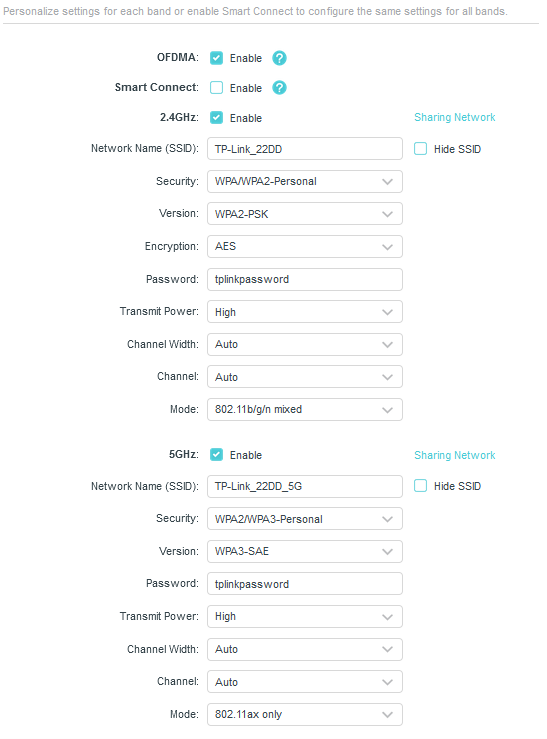 Personalize settings for each band or enable Smart Connect to configure the same settings for all bands.
OFDMA: Enable ?
Smart Connect: Enable ?
2.4GHz: Enable Sharing Network
Network Name (SSID): TP-Link_22DD Hide SSID
Security: WPA/WPA2-Personal
Version: WPA2-PSK
Encryption: AES
Password: tplinkpassword
Transmit Power: High
Channel Width: Auto
Channel: Auto
Mode: 802.11b/g/n mixed
5GHz: Enable Sharing Network
Network Name (SSID): TP-Link_22DD_5G Hide SSID
Security: WPA2/WPA3-Personal
Version: WPA3-SAE
Password: tplinkpassword
Transmit Power: High
Channel Width: Auto
Channel: Auto
Mode: 802.11ax only